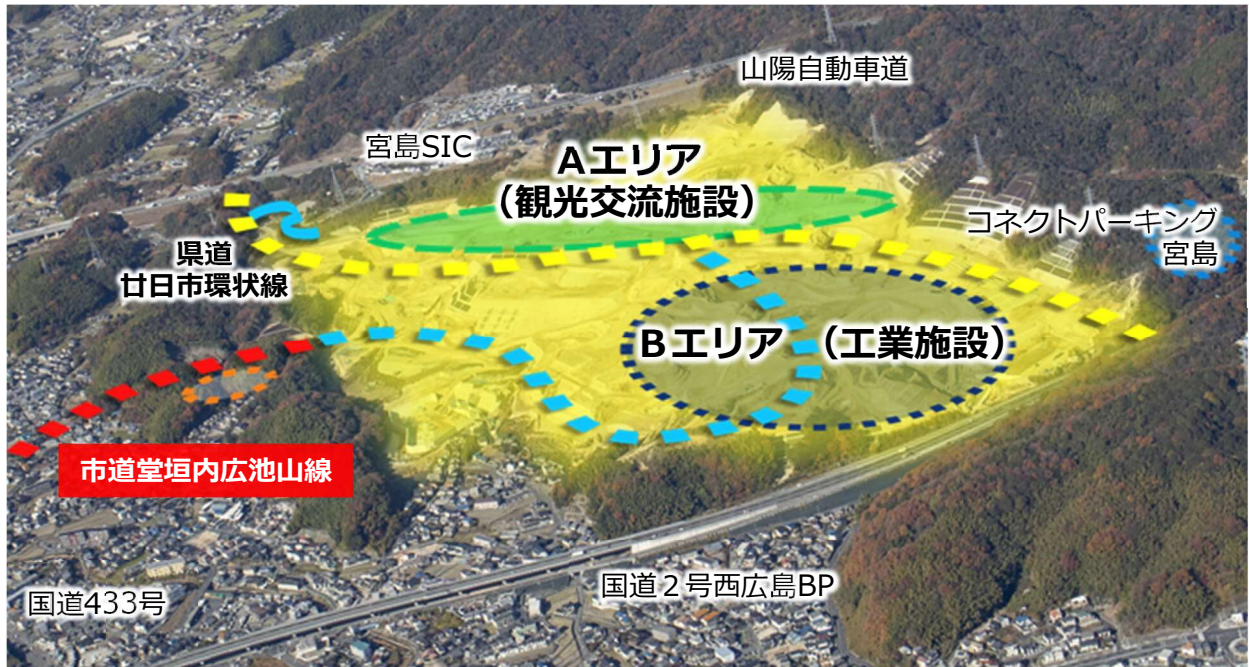 山陽自動車道
宮島SIC
Aエリア
（観光交流施設）
コネクトパーキング
宮島
県道
廿日市環状線
Bエリア （工業施設）
市道堂垣内広池山線
国道433号
国道２号西広島BP